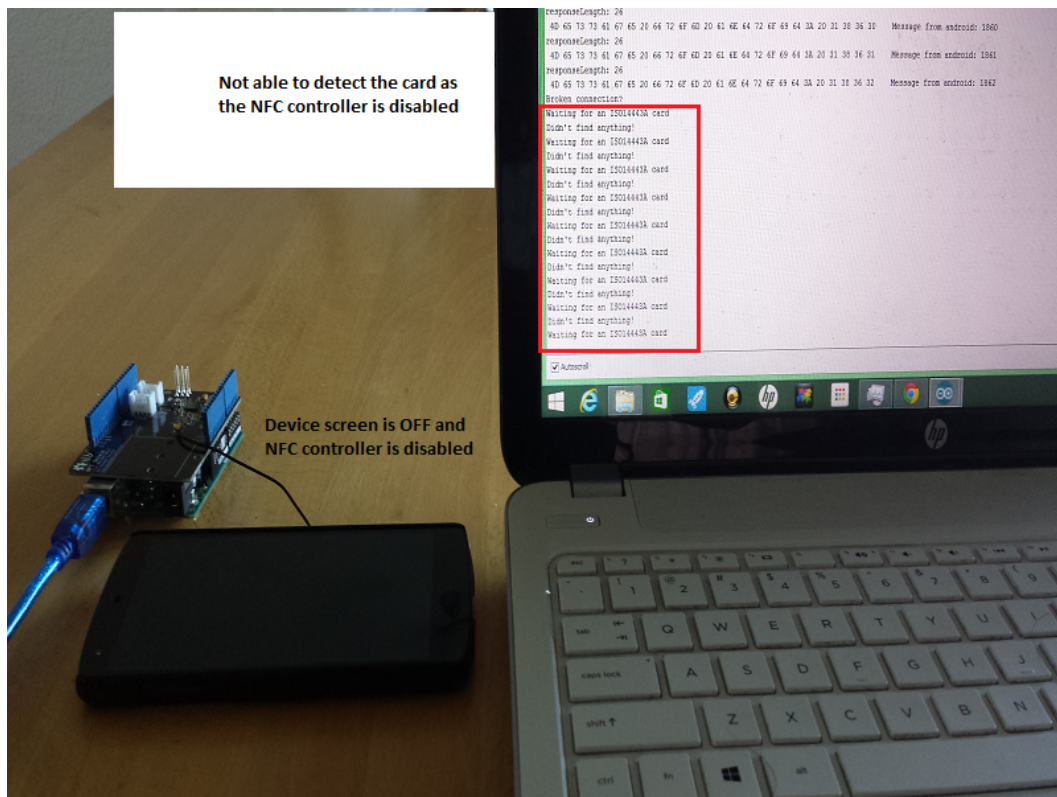 Not able to detect the card as
the NFC controller is disabled
responseLength: 26
4D 65 73 73 61 67 65 20 66 72 6F 6D 20 61 6E 64 72 6F 69 64 3A 20 31 38 36 30 Message from android: 1860
responseLength: 26
4D 65 73 73 61 67 65 20 66 72 6F 6D 20 61 6E 64 72 6F 69 64 3A 20 31 38 36 31 Message from android: 1861
responseLength: 26
4D 65 73 73 61 67 65 20 66 72 6F 6D 20 61 6E 64 72 6F 69 64 3A 20 31 38 36 32 Message from android: 1862
Broken connection?
Waiting for an ISO14443A card
Didn't find anything!
Waiting for an ISO14443A card
Didn't find anything!
Waiting for an ISO14443A card
Didn't find anything!
Waiting for an ISO14443A card
Didn't find anything!
Waiting for an ISO14443A card
Didn't find anything!
Waiting for an ISO14443A card
Didn't find anything!
Waiting for an ISO14443A card
Didn't find anything!
Waiting for an ISO14443A card
Didn't find anything!
Waiting for an ISO14443A card
Autoscroll
hp
hp
Device screen is OFF and
NFC controller is disabled
esc
! 1 @ 2 # 3 $ 4 % 5 6 & 7 8 ( 9
tab Q W E R T Y U I
caps lock A S D F G H J
shift Z X C V B N
ctrl fn alt